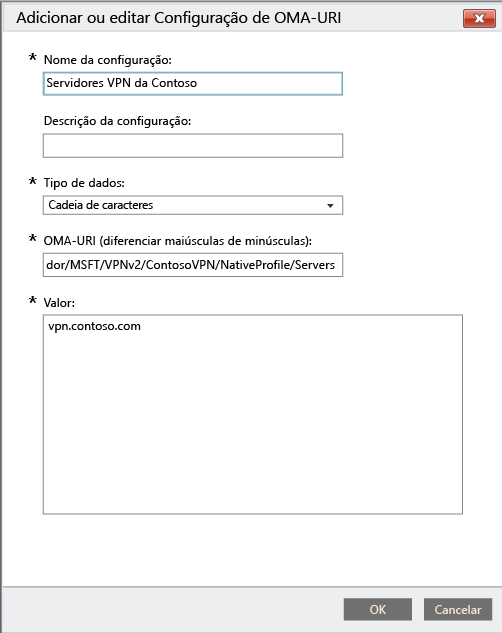 Adicionar ou editar Configuração de OMA-URI
* Nome da configuração:
Servidores VPN da Contoso
Descrição da configuração:
* Tipo de dados:
Cadeia de caracteres
* OMA-URI (diferenciar maiúsculas de minúsculas):
dor/MSFT/VPNv2/ContosoVPN/NativeProfile/Servers
* Valor:
vpn.contoso.com
OK Cancelar